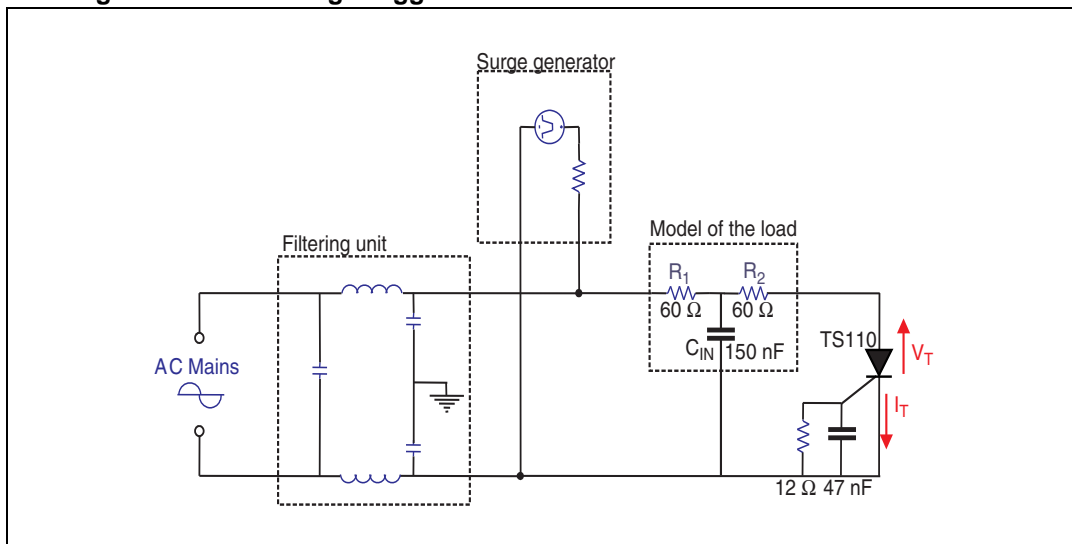 Surge generator
Filtering unit
Model of the load
R1
R2
60 Ω
60 Ω
CIN
150 nF
TS110
VT
AC Mains
IT
12 Ω
47 nF